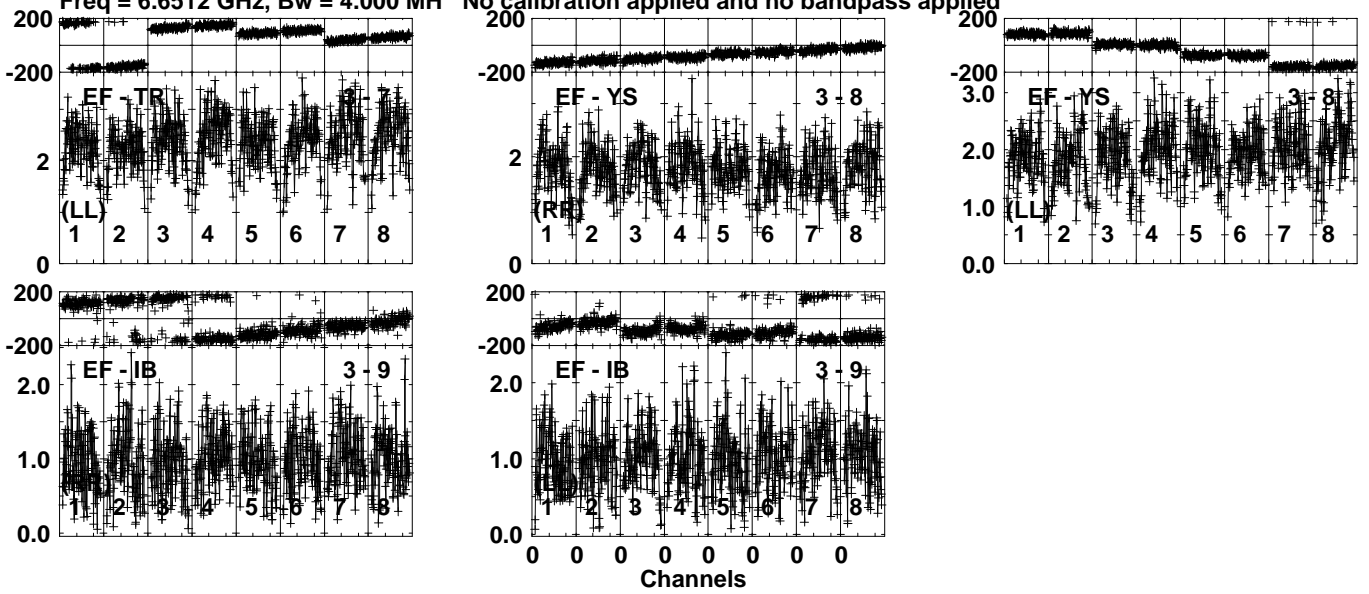 Freq = 6.6512 GHz, Bw = 4.000 MH No calibration applied and no bandpass applied
200
-200
EF - TR 3 - 7
2
(LL)
1 2 3 4 5 6 7 8
0
200
-200
EF - YS 3 - 8
2
(RR)
1 2 3 4 5 6 7 8
0
200
-200
3.0
EF - YS 3 - 8
2.0
1.0
(LL)
1 2 3 4 5 6 7 8
0.0
200
-200
EF - IB 3 - 9
2.0
1.0
(RR)
1 2 3 4 5 6 7 8
0.0
200
-200
EF - IB 3 - 9
2.0
1.0
(LL)
1 2 3 4 5 6 7 8
0.0
0 0 0 0 0 0 0 0
Channels